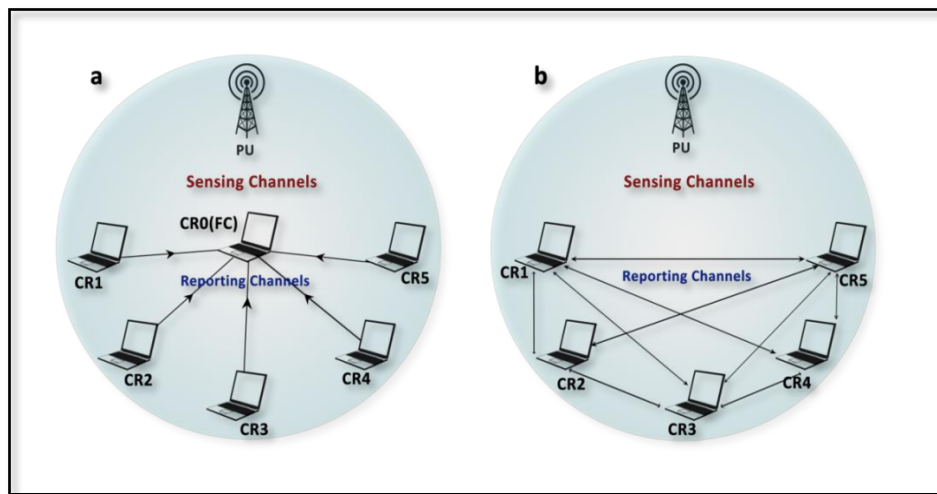 a
PU
Sensing Channels
CR0(FC)
CR1
CR5
Reporting Channels
CR2
CR4
CR3
b
PU
Sensing Channels
CR1
Reporting Channels
CR5
CR2
CR4
CR3